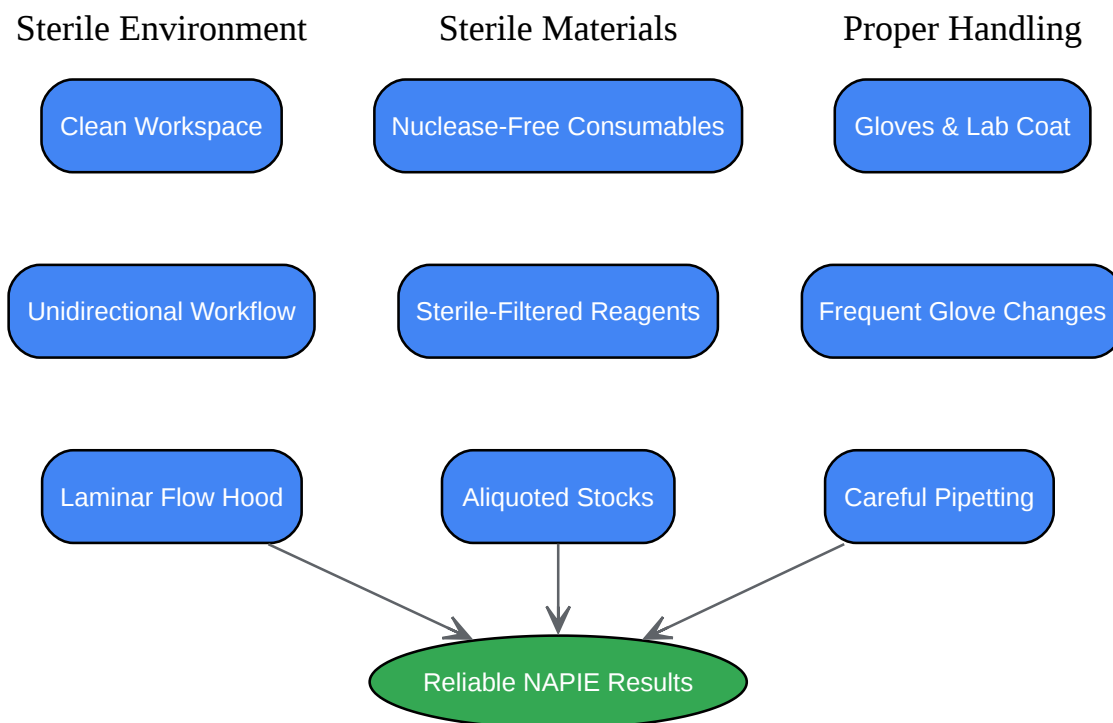 Sterile Environment
Sterile Materials
Proper Handling
Clean Workspace
Nuclease-Free Consumables
Gloves & Lab Coat
Unidirectional Workflow
Sterile-Filtered Reagents
Frequent Glove Changes
Laminar Flow Hood
Aliquoted Stocks
Careful Pipetting
Reliable NAPIE Results